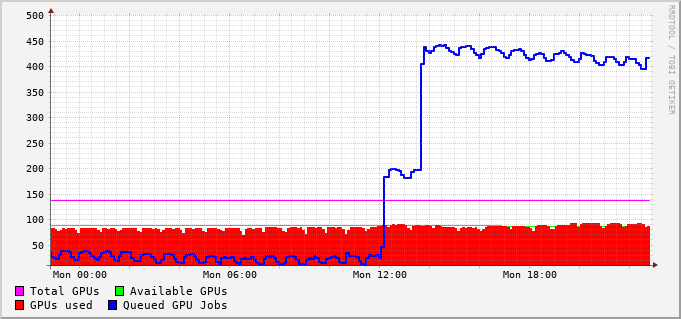 500
450
400
350
300
250
200
150
100
50
Mon 00:00 Mon 06:00 Mon 12:00 Mon 18:00
Total GPUs Available GPUs
GPUs used Queued GPU Jobs
RRDTOOL / TOBI OETIKER